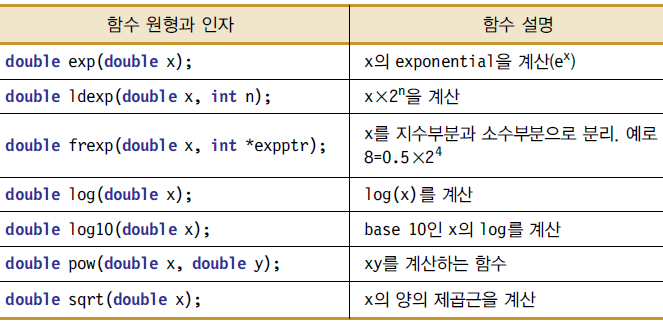 함수 원형과 인자 함수 설명
double exp(double x); x의 exponential을 계산(eˣ)
double ldexp(double x, int n); x×2ⁿ을 계산
double frexp(double x, int *expptr); x를 지수부분과 소수부분으로 분리. 예로
8=0.5×2⁴
double log(double x); log(x)를 계산
double log10(double x); base 10인 x의 log를 계산
double pow(double x, double y); xy를 계산하는 함수
double sqrt(double x); x의 양의 제곱근을 계산